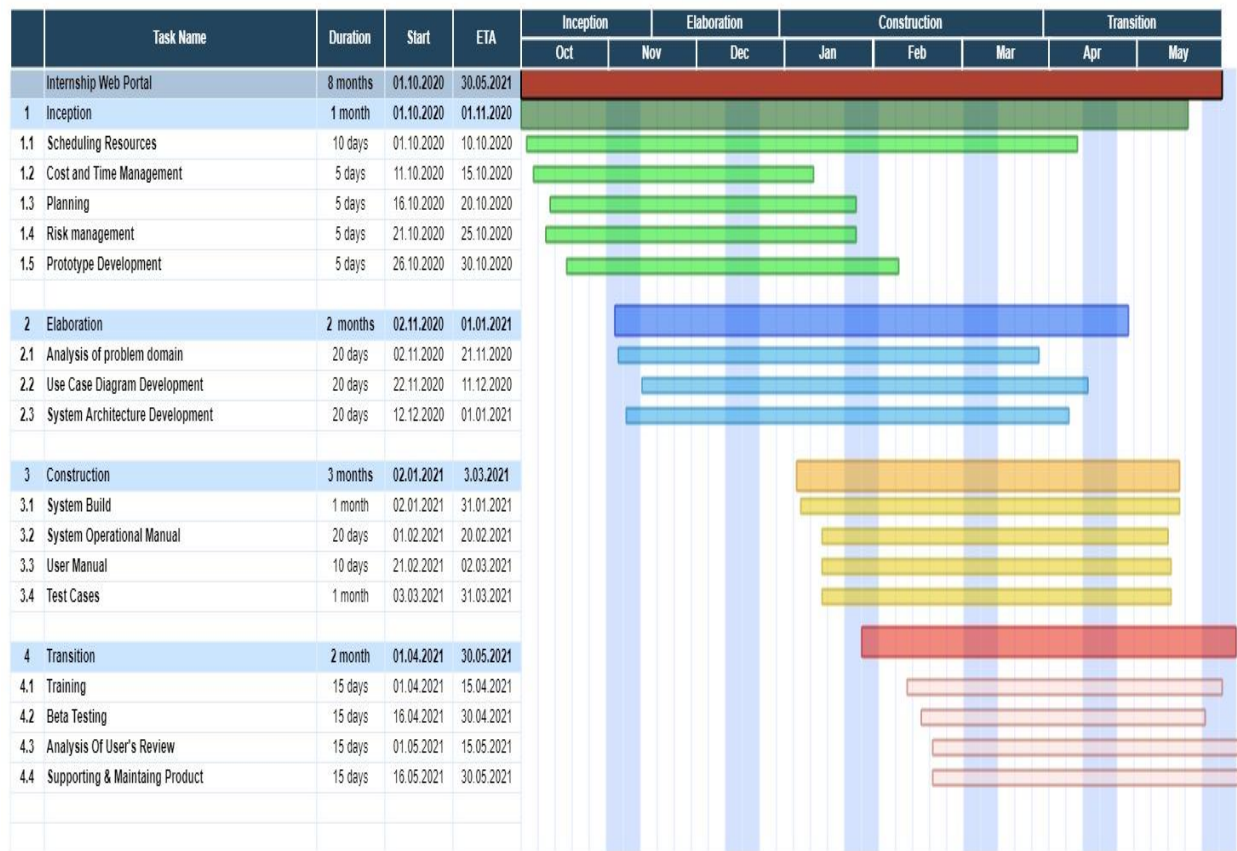 Task Name Duration Start ETA Inception Elaboration Construction Transition
Oct Nov Dec Jan Feb Mar Apr May
Internship Web Portal 8 months 01.10.2020 30.05.2021
1 Inception 1 month 01.10.2020 01.11.2020
1.1 Scheduling Resources 10 days 01.10.2020 10.10.2020
1.2 Cost and Time Management 5 days 11.10.2020 15.10.2020
1.3 Planning 5 days 16.10.2020 20.10.2020
1.4 Risk management 5 days 21.10.2020 25.10.2020
1.5 Prototype Development 5 days 26.10.2020 30.10.2020
2 Elaboration 2 months 02.11.2020 01.01.2021
2.1 Analysis of problem domain 20 days 02.11.2020 21.11.2020
2.2 Use Case Diagram Development 20 days 22.11.2020 11.12.2020
2.3 System Architecture Development 20 days 12.12.2020 01.01.2021
3 Construction 3 months 02.01.2021 3.03.2021
3.1 System Build 1 month 02.01.2021 31.01.2021
3.2 System Operational Manual 20 days 01.02.2021 20.02.2021
3.3 User Manual 10 days 21.02.2021 02.03.2021
3.4 Test Cases 1 month 03.03.2021 31.03.2021
4 Transition 2 month 01.04.2021 30.05.2021
4.1 Training 15 days 01.04.2021 15.04.2021
4.2 Beta Testing 15 days 16.04.2021 30.04.2021
4.3 Analysis Of User's Review 15 days 01.05.2021 15.05.2021
4.4 Supporting & Maintaing Product 15 days 16.05.2021 30.05.2021